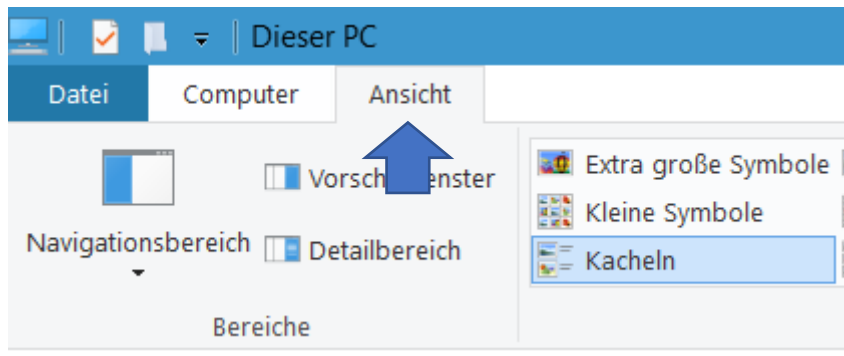 Dieser PC
Datei Computer Ansicht
Extra große Symbole
Kleine Symbole
Kacheln
Navigationsbereich
Detailbereich
Bereiche